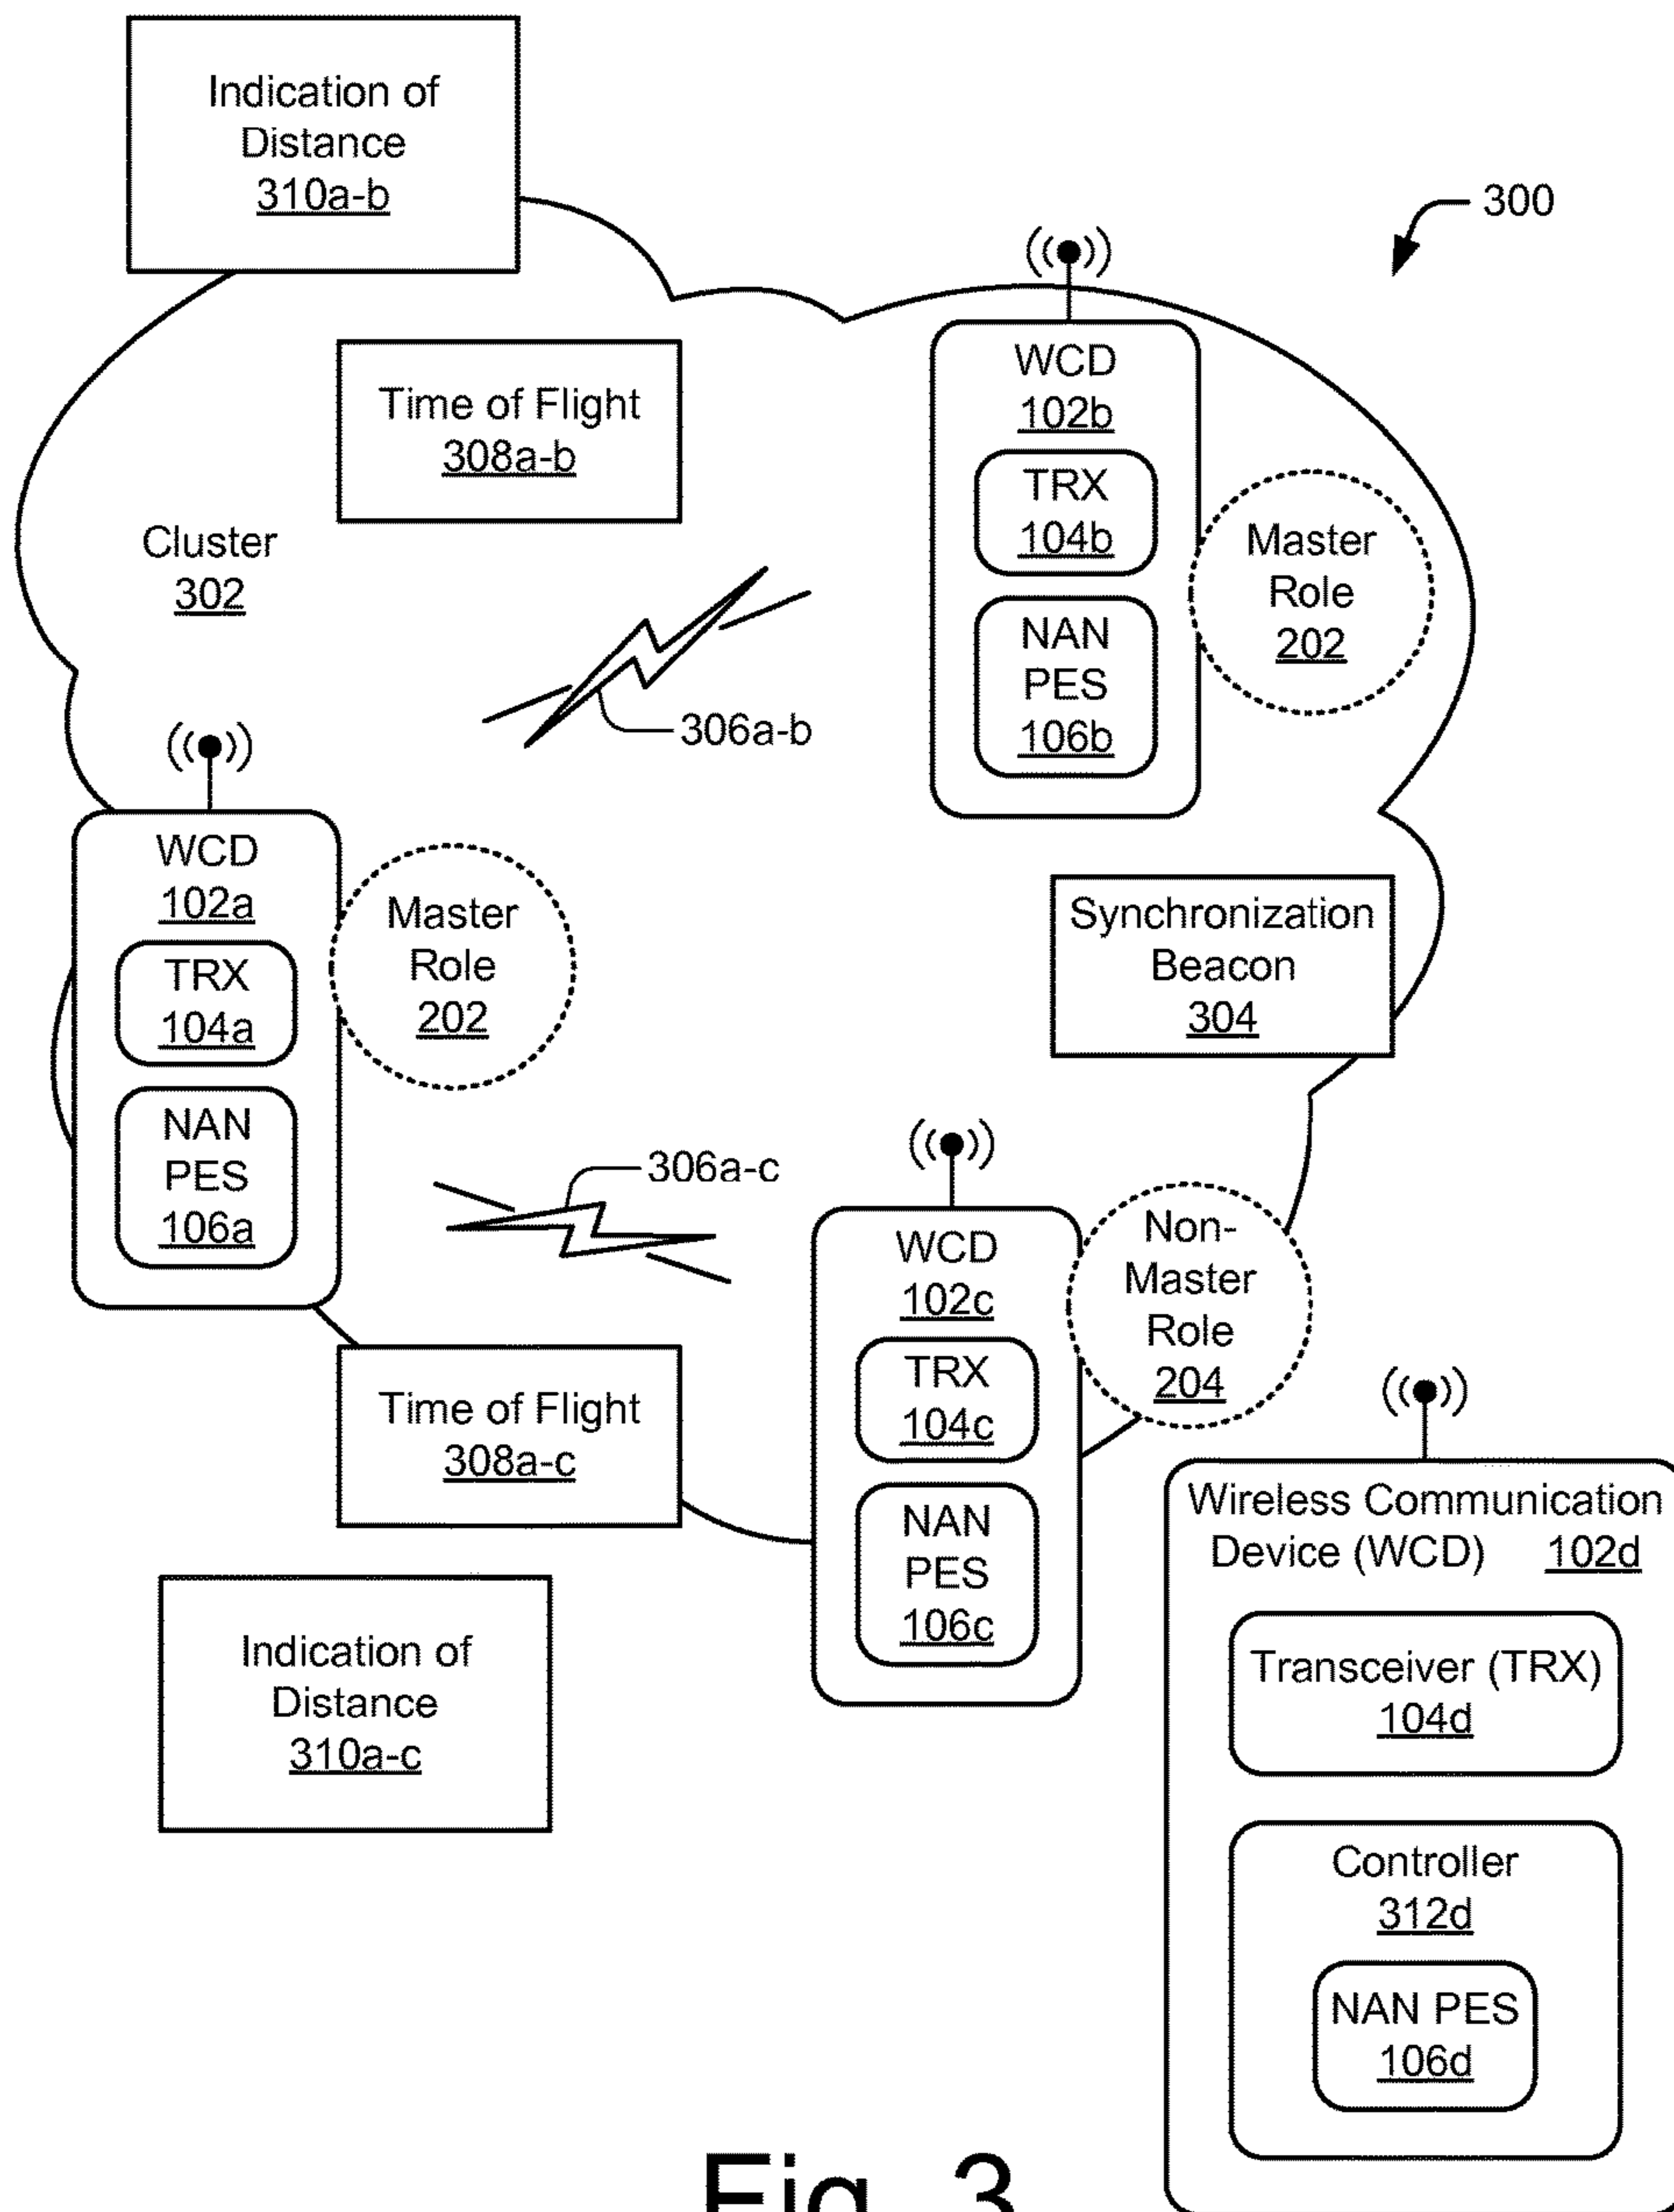 Indication of
Distance
310a-b
300
Time of Flight
308a-b
WCD
102b
TRX
104b
NAN
PES
106b
Master
Role
202
Cluster
302
306a-b
WCD
102a
TRX
104a
NAN
PES
106a
Master
Role
202
Synchronization
Beacon
304
306a-c
WCD
102c
TRX
104c
NAN
PES
106c
Non-
Master
Role
204
Time of Flight
308a-c
Indication of
Distance
310a-c
Wireless Communication
Device (WCD) 102d
Transceiver (TRX)
104d
Controller
312d
NAN PES
106d
Fig. 3